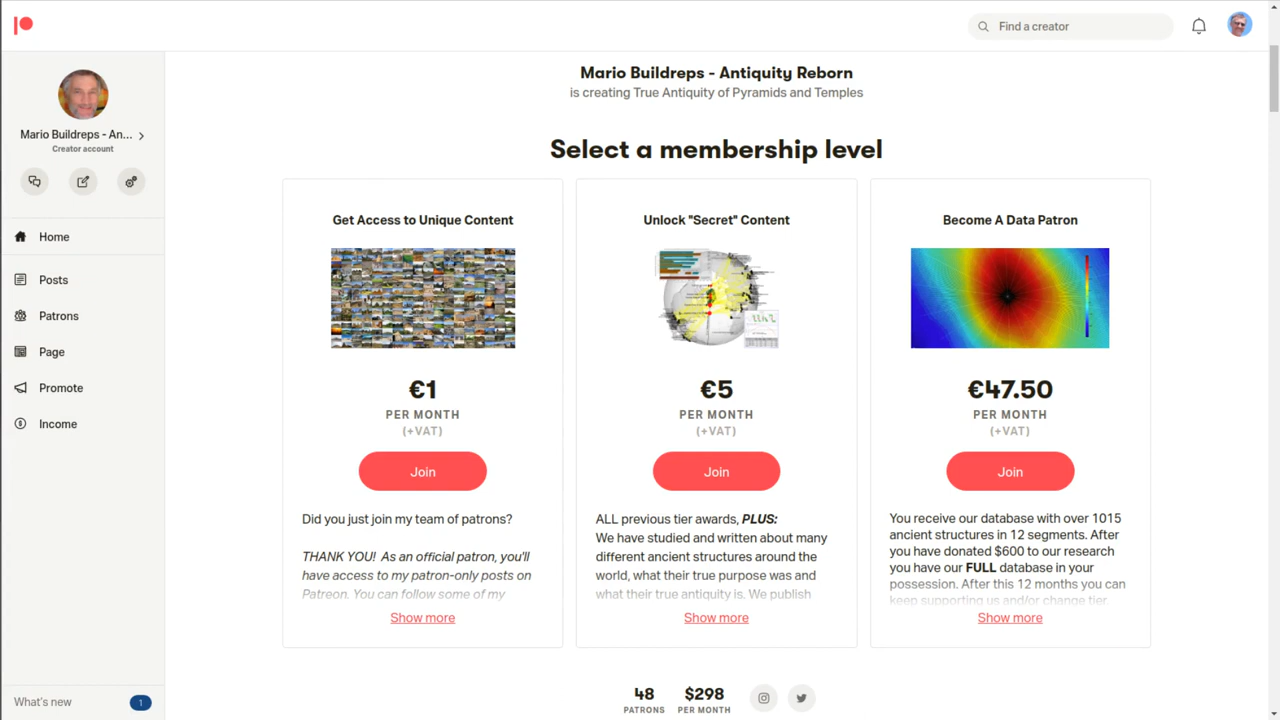 Find a creator
Mario Buildreps - An...
Creator account
Home
Posts
Patrons
Page
Promote
Income
What's new
1
Mario Buildreps - Antiquity Reborn
is creating True Antiquity of Pyramids and Temples
Select a membership level
Get Access to Unique Content
€1
PER MONTH
(+VAT)
Join
Did you just join my team of patrons?
THANK YOU! As an official patron, you'll
have access to my patron-only posts on
Patreon. You can follow some of my
Show more
Unlock "Secret" Content
€5
PER MONTH
(+VAT)
Join
ALL previous tier awards, PLUS:
We have studied and written about many
different ancient structures around the
world, what their true purpose was and
what their true antiquity is. We publish
Show more
Become A Data Patron
€47.50
PER MONTH
(+VAT)
Join
You receive our database with over 1015
ancient structures in 12 segments. After
you have donated $600 to our research
you have our FULL database in your
possession. After this 12 months you can
keep supporting us and/or change tier.
Show more
48
PATRONS
$298
PER MONTH